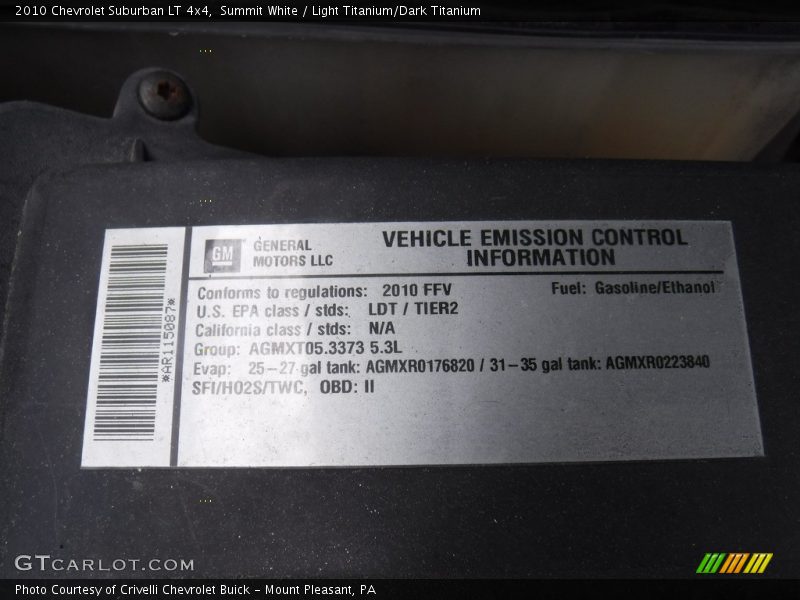 2010 Chevrolet Suburban LT 4x4, Summit White / Light Titanium/Dark Titanium
GM
GENERAL
MOTORS LLC
VEHICLE EMISSION CONTROL
INFORMATION
Conforms to regulations: 2010 FFV Fuel: Gasoline/Ethanol
U.S. EPA class / stds: LDT / TIER2
California class / stds: N/A
Group: AGMXT05.3373 5.3L
Evap: 25-27 gal tank: AGMXR0176820 / 31-35 gal tank: AGMXR0223840
SFI/HO2S/TWC, OBD: II
*AR115087*
GTCARLOT.COM
Photo Courtesy of Crivelli Chevrolet Buick - Mount Pleasant, PA